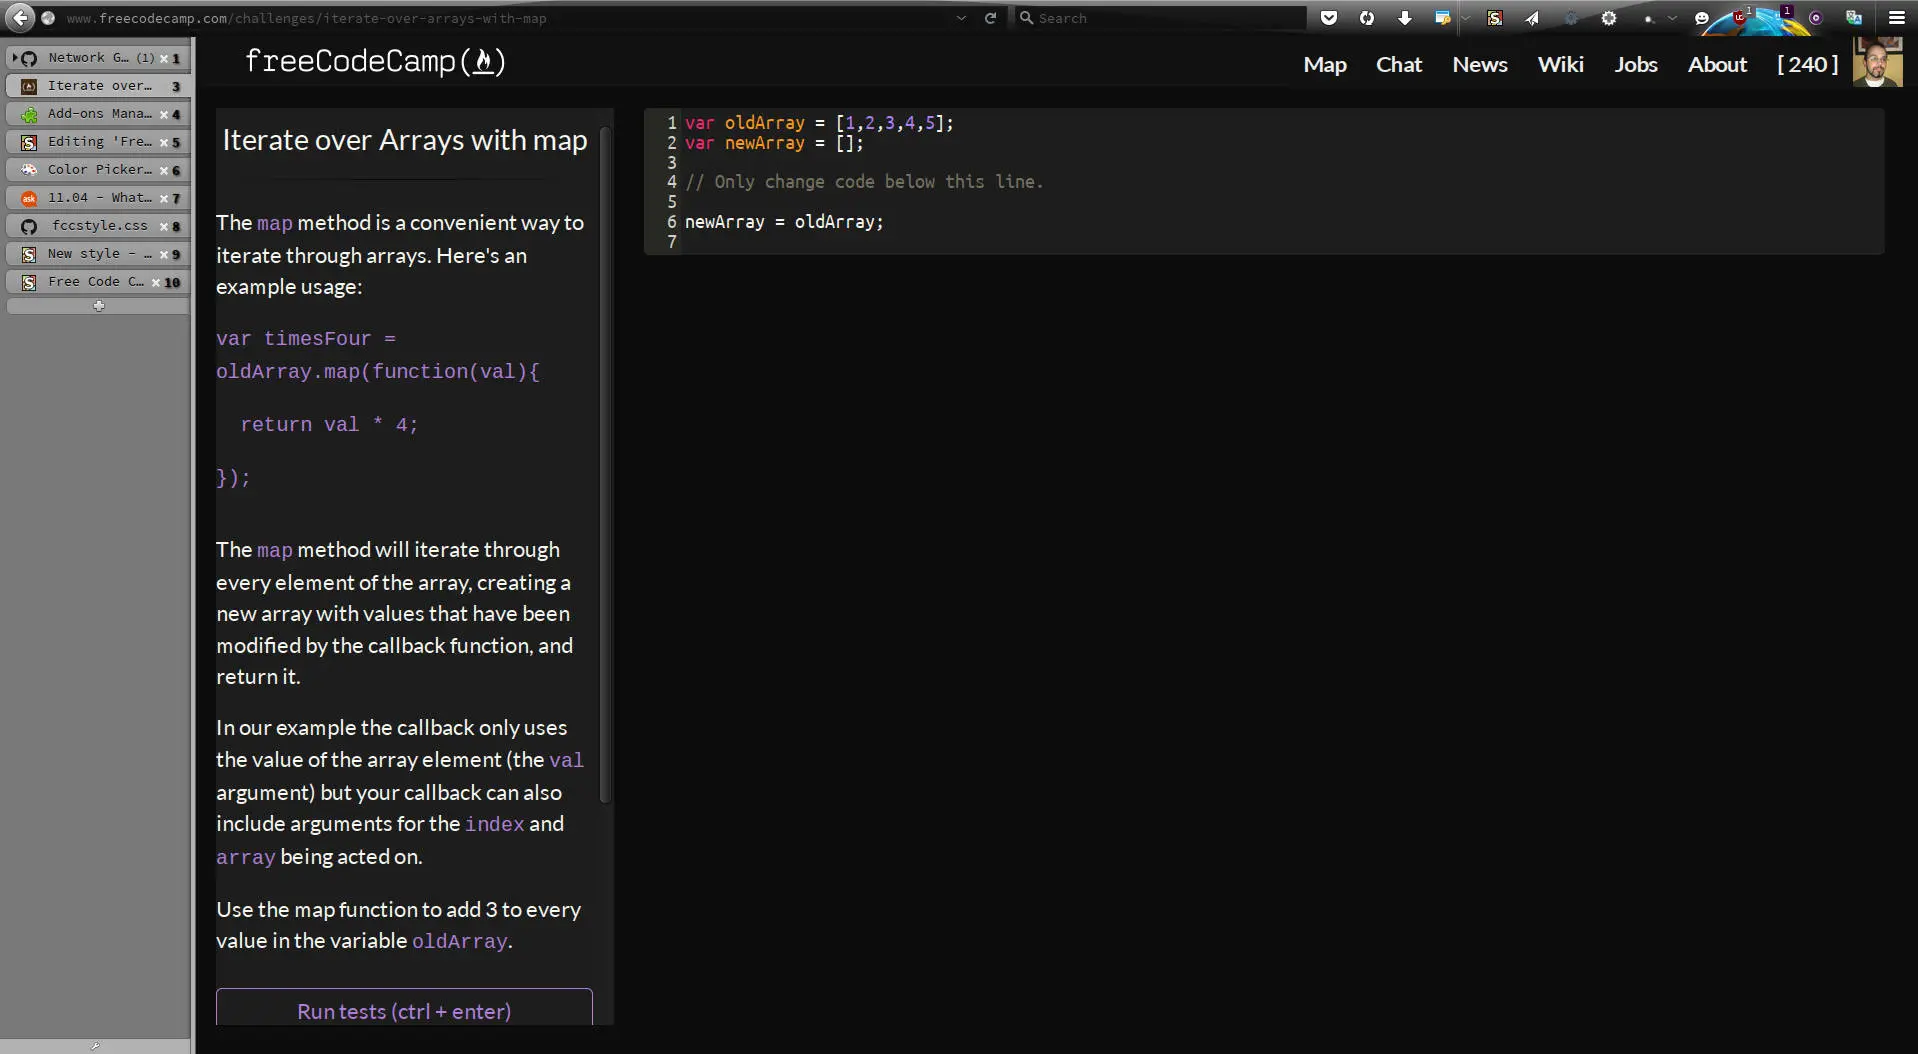 www.freecodecamp.com/challenges/iterate-over-arrays-with-map
Search
1
1
Network G… (1) × 1
Iterate over… 3
Add-ons Mana… × 4
Editing 'Fre… × 5
Color Picker… × 6
ask 11.04 - What… × 7
fccstyle.css × 8
New style - … × 9
Free Code C… × 10
freeCodeCamp( )
Map Chat News Wiki Jobs About [ 240 ]
Iterate over Arrays with map
The map method is a convenient way to
iterate through arrays. Here's an
example usage:
var timesFour =
oldArray.map(function(val){
return val * 4;
});
The map method will iterate through
every element of the array, creating a
new array with values that have been
modified by the callback function, and
return it.
In our example the callback only uses
the value of the array element (the val
argument) but your callback can also
include arguments for the index and
array being acted on.
Use the map function to add 3 to every
value in the variable oldArray.
Run tests (ctrl + enter)
1 var oldArray = [1,2,3,4,5];
2 var newArray = [];
3
4 // Only change code below this line.
5
6 newArray = oldArray;
7